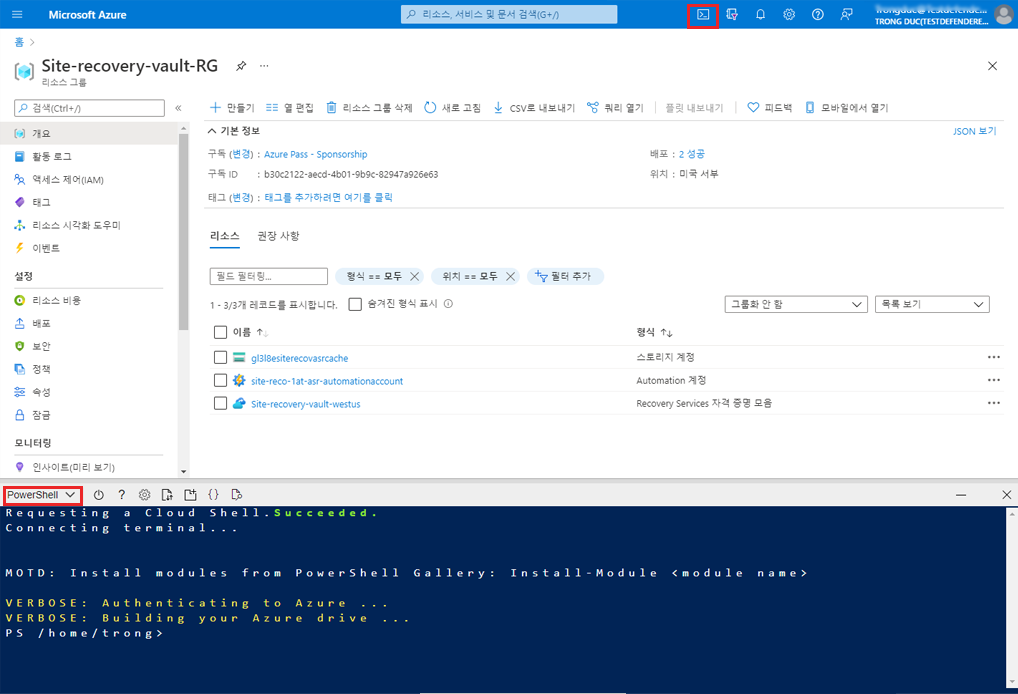 Microsoft Azure
리소스, 서비스 및 문서 검색(G+/)
TRONG DUC(TESTDEFENDERE...
홈
Site-recovery-vault-RG
리소스 그룹
검색(Ctrl+/)
만들기 열 편집 리소스 그룹 삭제 새로 고침 CSV로 내보내기 쿼리 열기 플릿 내보내기 피드백 모바일에서 열기
개요
활동 로그
액세스 제어(IAM)
태그
리소스 시각화 도우미
이벤트
설정
리소스 비용
배포
보안
정책
속성
잠금
모니터링
인사이트(미리 보기)
기본 정보
JSON 보기
구독 (변경) : Azure Pass - Sponsorship
배포 : 2 성공
구독 ID : b30c2122-aecd-4b01-9b9c-82947a926e63
위치 : 미국 서부
태그 (변경) : 태그를 추가하려면 여기를 클릭
리소스 권장 사항
필드 필터링... 형식 == 모두 위치 == 모두 필터 추가
1 - 3/3개 레코드를 표시합니다. 숨겨진 형식 표시
그룹화 안 함 목록 보기
이름 형식
gl3l8esiterecovasrcache 스토리지 계정
site-reco-1at-asr-automationaccount Automation 계정
Site-recovery-vault-westus Recovery Services 자격 증명 모음
PowerShell
Requesting a Cloud Shell.Succeeded.
Connecting terminal...
MOTD: Install modules from PowerShell Gallery: Install-Module <module name>
VERBOSE: Authenticating to Azure ...
VERBOSE: Building your Azure drive ...
PS /home/trong>